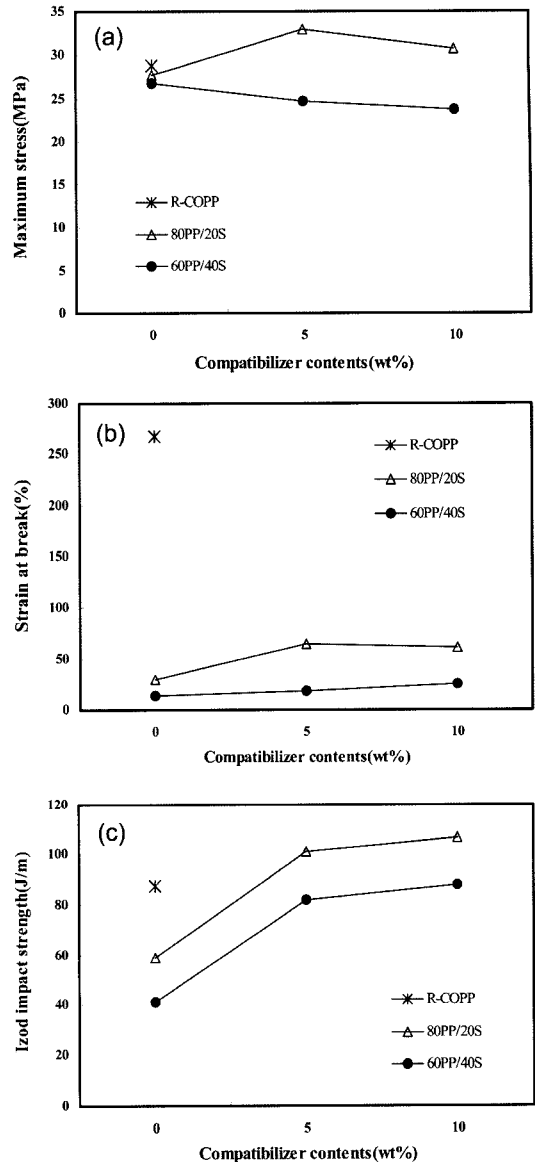 (a)
Maximum stress(MPa)
35
30
25
20
15
10
5
0
R-COPP
80PP/20S
60PP/40S
0 5 10
Compatibilizer contents(wt%)
(b)
Strain at break(%)
300
250
200
150
100
50
0
R-COPP
80PP/20S
60PP/40S
0 5 10
Compatibilizer contents(wt%)
(c)
Izod impact strength(J/m)
120
100
80
60
40
20
0
R-COPP
80PP/20S
60PP/40S
0 5 10
Compatibilizer contents(wt%)